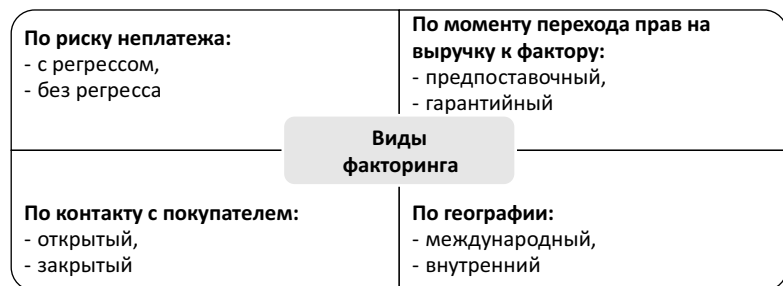 По риску неплатежа:
- с регрессом,
- без регресса
По моменту перехода прав на
выручку к фактору:
- предпоставочный,
- гарантийный
Виды
факторинга
По контакту с покупателем:
- открытый,
- закрытый
По географии:
- международный,
- внутренний